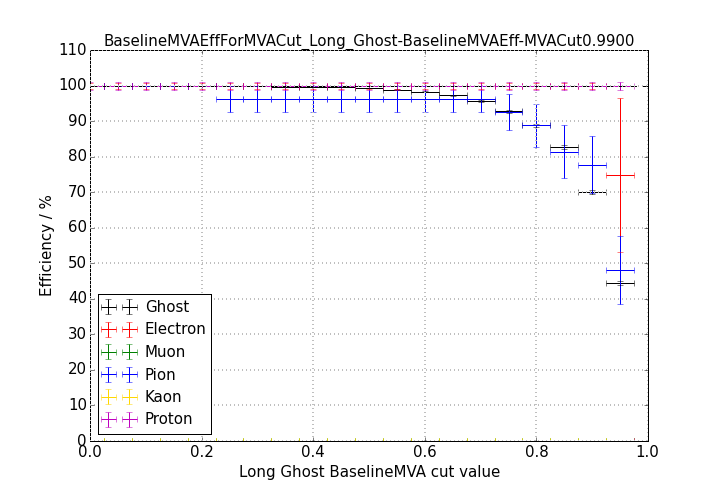 BaselineMVAEffForMVACut_Long_Ghost-BaselineMVAEff-MVACut0.9900
110
100
90
80
70
60
50
40
30
20
10
0
Efficiency / %
Ghost
Electron
Muon
Pion
Kaon
Proton
0.0 0.2 0.4 0.6 0.8 1.0
Long Ghost BaselineMVA cut value